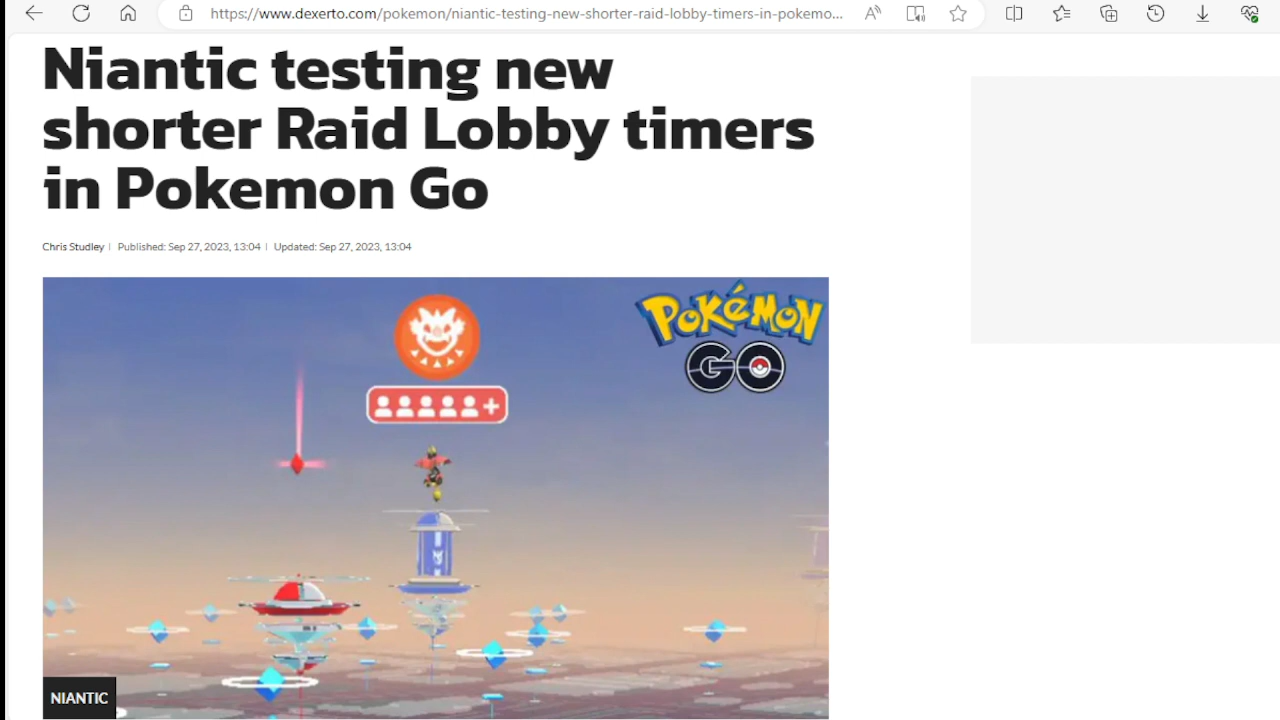 https://www.dexerto.com/pokemon/niantic-testing-new-shorter-raid-lobby-timers-in-pokemo...
Niantic testing new
shorter Raid Lobby timers
in Pokemon Go
Chris Studley | Published: Sep 27, 2023, 13:04 | Updated: Sep 27, 2023, 13:04
POKéMON
GO
NIANTIC